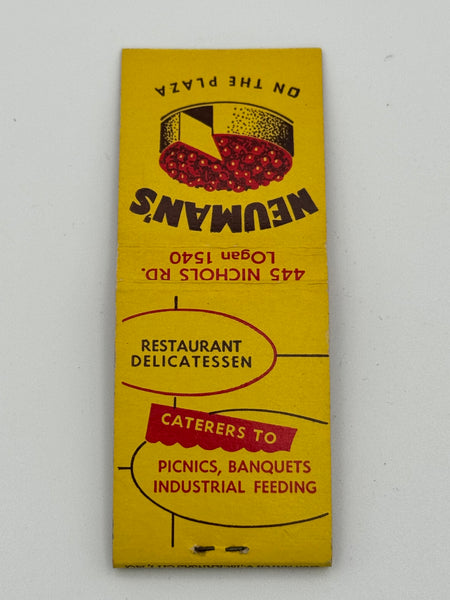 NEUMAN'S
ON THE PLAZA
445 NICHOLS RD.
LOgan 1540
RESTAURANT
DELICATESSEN
CATERERS TO
PICNICS, BANQUETS
INDUSTRIAL FEEDING